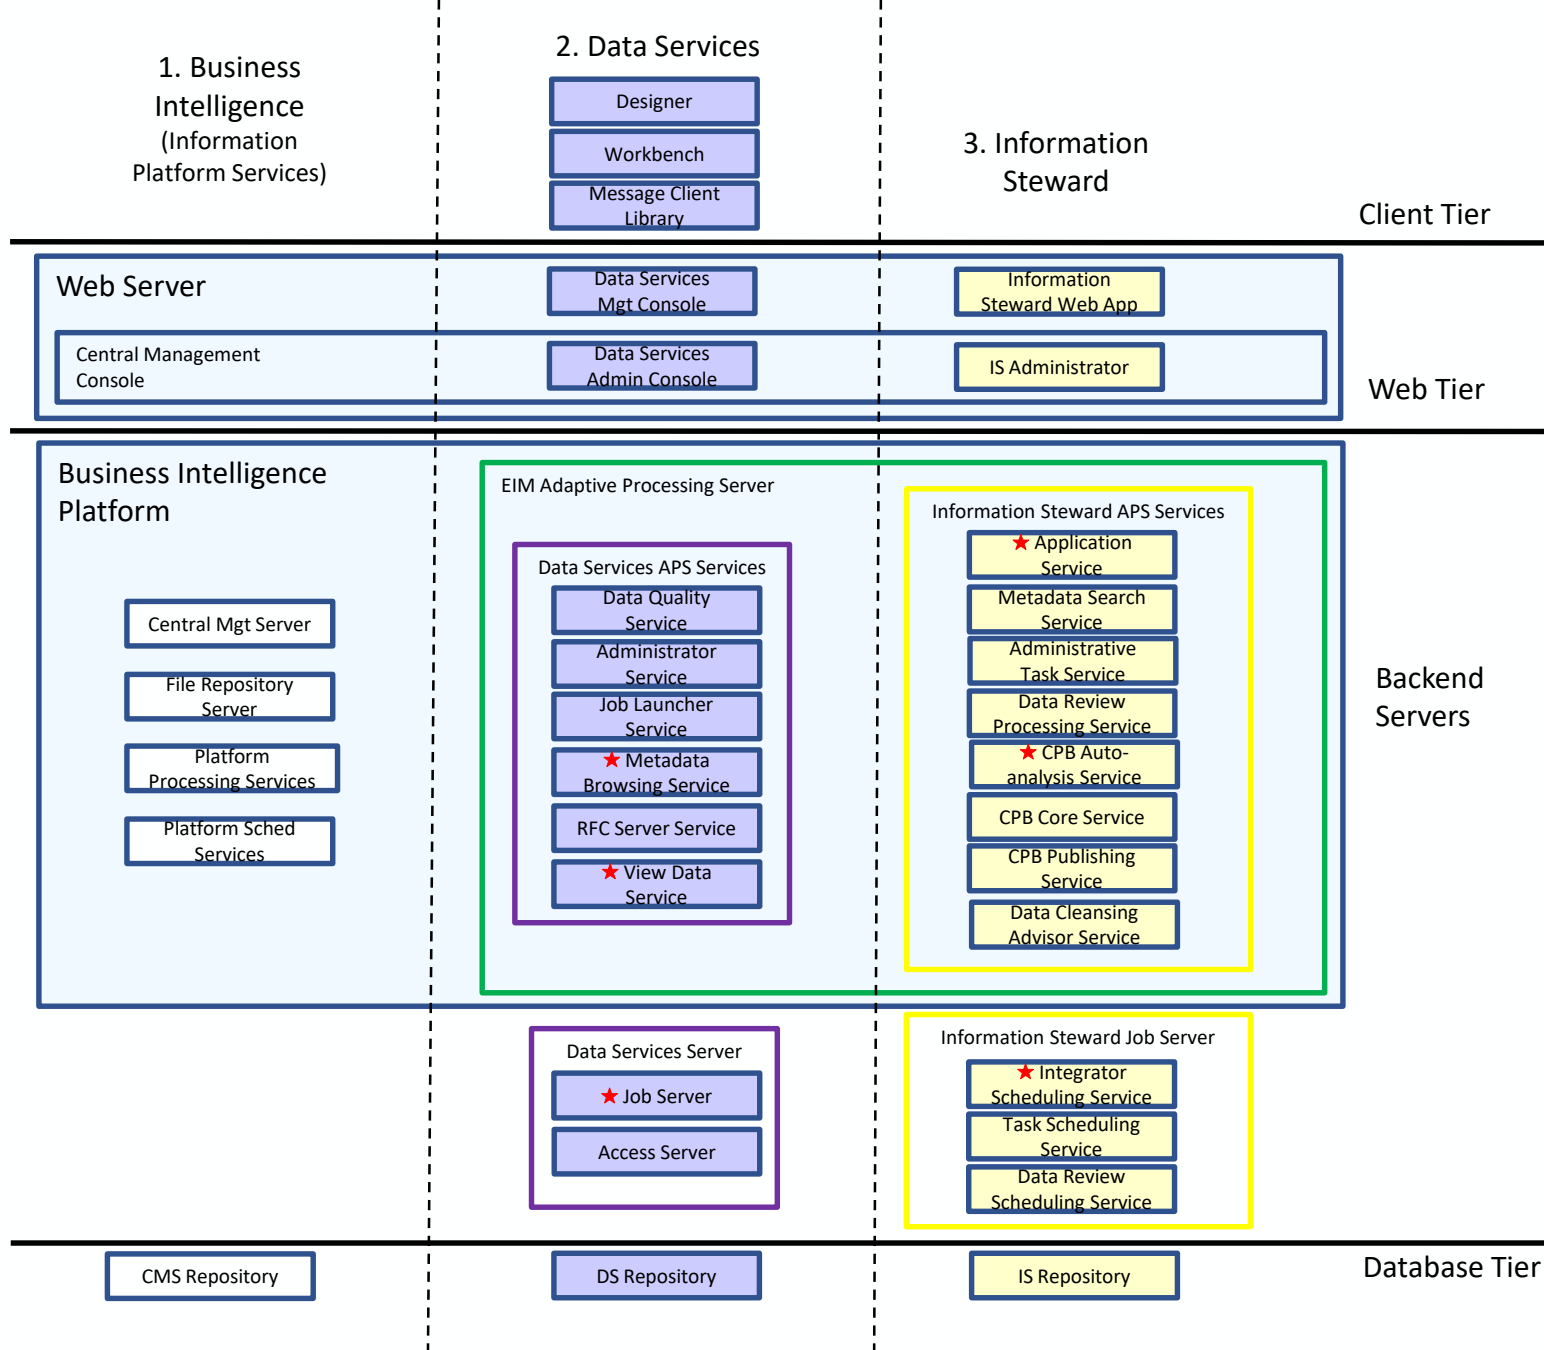 1. Business
Intelligence
(Information
Platform Services)
2. Data Services
Designer
Workbench
Message Client
Library
3. Information
Steward
Client Tier
Web Server
Data Services
Mgt Console
Information
Steward Web App
Central Management
Console
Data Services
Admin Console
IS Administrator
Web Tier
Business Intelligence
Platform
Central Mgt Server
File Repository
Server
Platform
Processing Services
Platform Sched
Services
EIM Adaptive Processing Server
Data Services APS Services
Data Quality
Service
Administrator
Service
Job Launcher
Service
Metadata
Browsing Service
RFC Server Service
View Data
Service
Information Steward APS Services
Application
Service
Metadata Search
Service
Administrative
Task Service
Data Review
Processing Service
CPB Auto-
analysis Service
CPB Core Service
CPB Publishing
Service
Data Cleansing
Advisor Service
Backend
Servers
Data Services Server
Job Server
Access Server
Information Steward Job Server
Integrator
Scheduling Service
Task Scheduling
Service
Data Review
Scheduling Service
CMS Repository
DS Repository
IS Repository
Database Tier